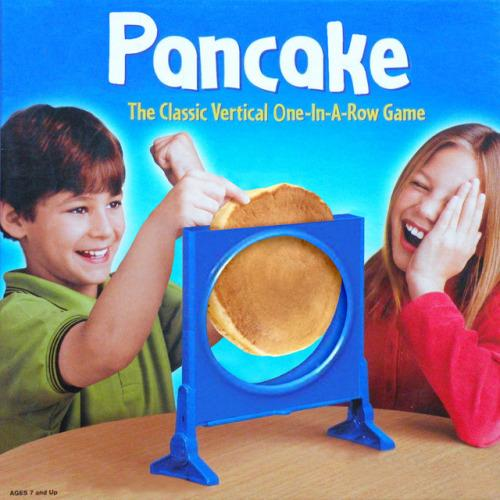 Pancake
The Classic Vertical One-In-A-Row Game
AGES 7 and Up